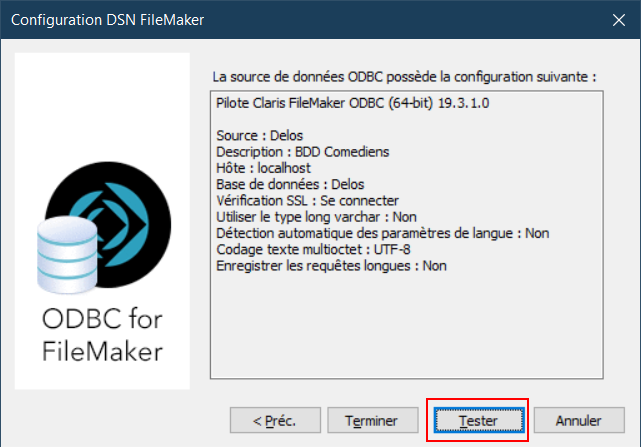 Configuration DSN FileMaker
La source de données ODBC possède la configuration suivante :
Pilote Claris FileMaker ODBC (64-bit) 19.3.1.0
Source : Delos
Description : BDD Comediens
Hôte : localhost
Base de données : Delos
Vérification SSL : Se connecter
Utiliser le type long varchar : Non
Détection automatique des paramètres de langue : Non
Codage texte multioctet : UTF-8
Enregistrer les requêtes longues : Non
ODBC for
FileMaker
< Préc.
Terminer
Tester
Annuler